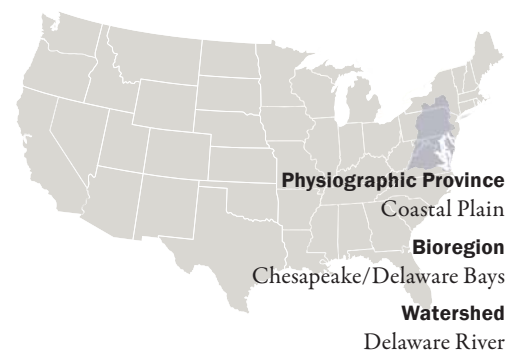 Physiographic Province
Coastal Plain
Bioregion
Chesapeake/Delaware Bays
Watershed
Delaware River